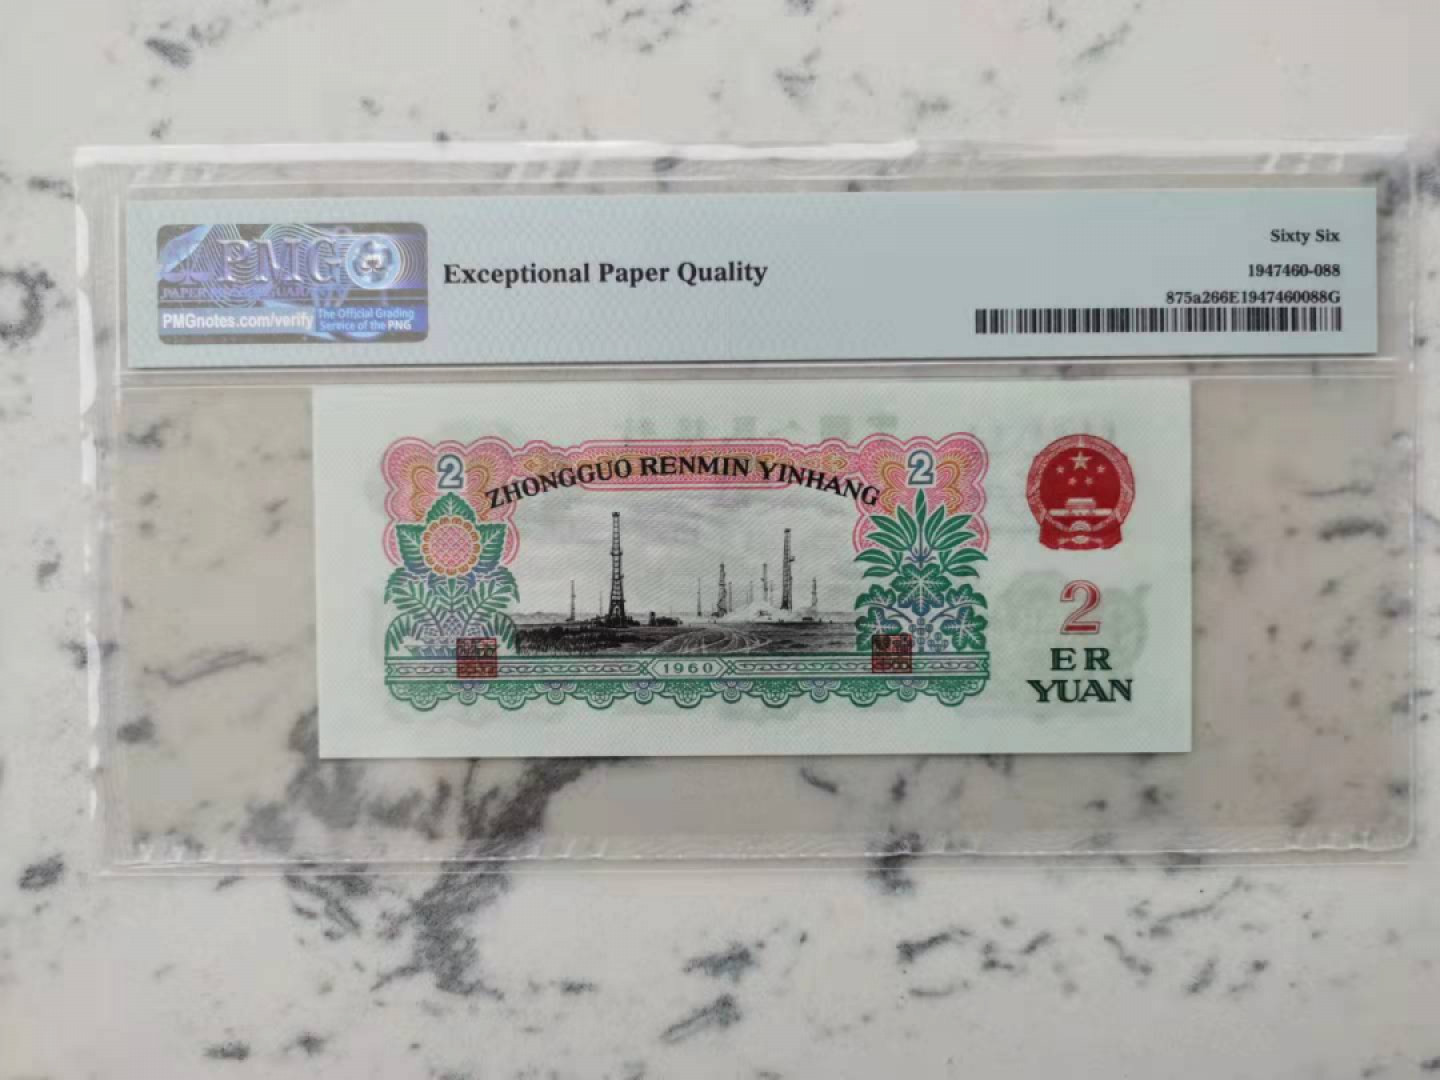 PMG
PMGnotes.com/verify
The Official Grading
Service of the PNG
Exceptional Paper Quality
Sixty Six
1947460-088
875a266E1947460088G
2
ZHONGGUO RENMIN YINHANG
2
1960
2
ER
YUAN